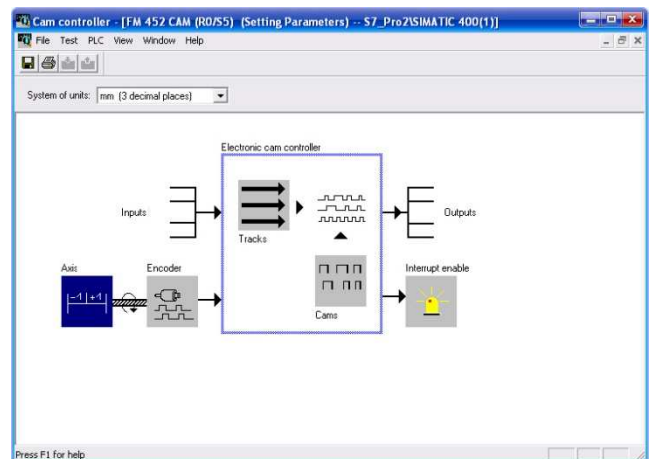 Cam controller - [FM 452 CAM (R0/S5) (Setting Parameters) -- S7_Pro2\SIMATIC 400(1)]
File Test PLC View Window Help
System of units: mm (3 decimal places)
Electronic cam controller
Inputs
Tracks
Outputs
Axis
Encoder
Cams
Interrupt enable
-1 +1
Press F1 for help